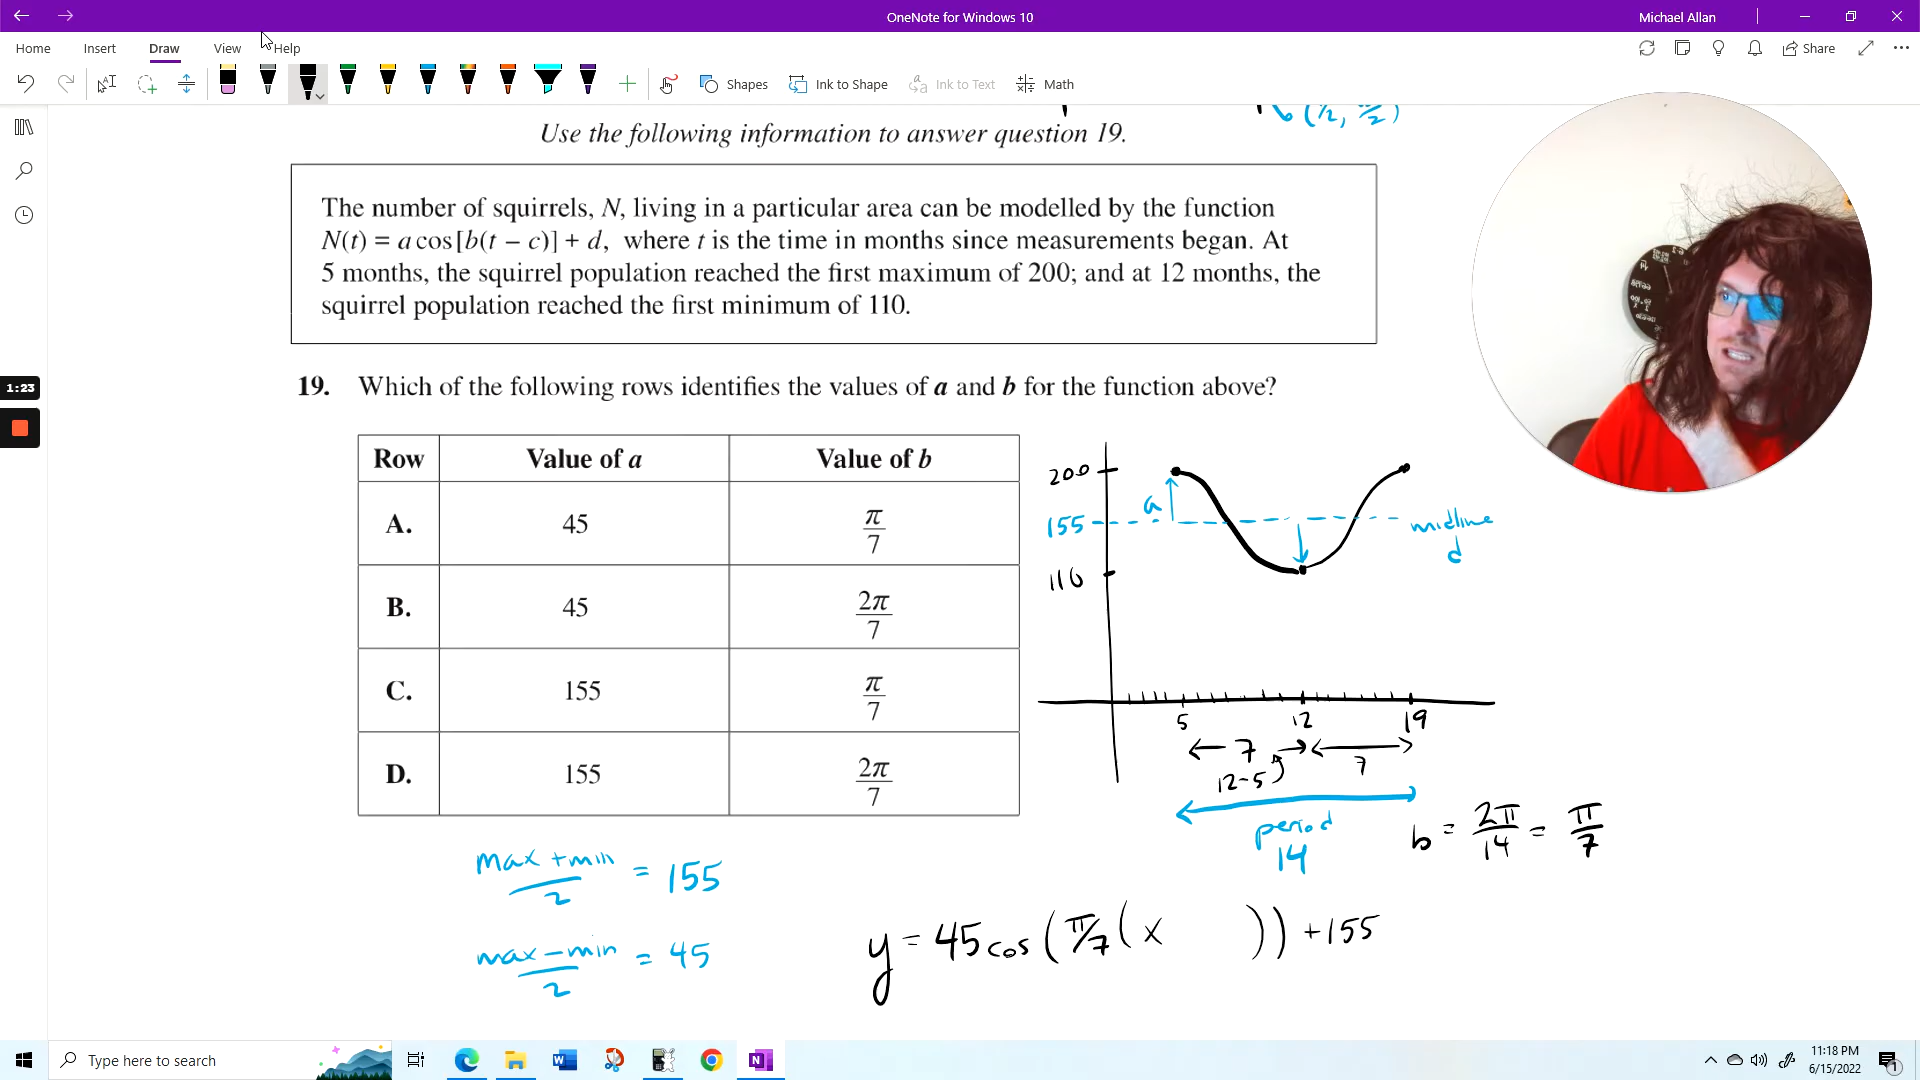 OneNote for Windows 10
Michael Allan
Home Insert Draw View Help
Share
Shapes
Ink to Shape
Ink to Text
Math
(½, π/2)
Use the following information to answer question 19.
The number of squirrels, N, living in a particular area can be modelled by the function
N(t) = a cos[b(t − c)] + d, where t is the time in months since measurements began. At
5 months, the squirrel population reached the first maximum of 200; and at 12 months, the
squirrel population reached the first minimum of 110.
1:23
19. Which of the following rows identifies the values of a and b for the function above?
Row Value of a Value of b
A. 45 π/7
B. 45 2π/7
C. 155 π/7
D. 155 2π/7
200
a
155
midline
d
110
5 12 19
7 7
12-5
period
14
b = 2π/14 = π/7
max + min / 2 = 155
max - min / 2 = 45
y = 45 cos (π/7 (x )) + 155
Type here to search
11:18 PM
6/15/2022
1